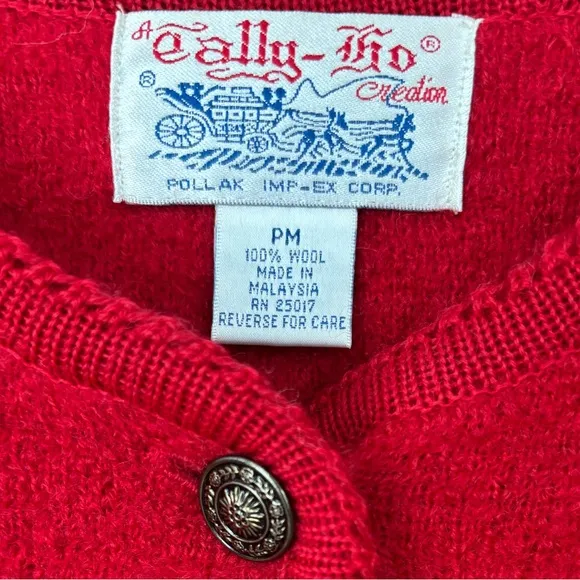 A Tally-Ho ®
®
Creation
POLLAK IMP-EX CORP.
PM
100% WOOL
MADE IN
MALAYSIA
RN 25017
REVERSE FOR CARE